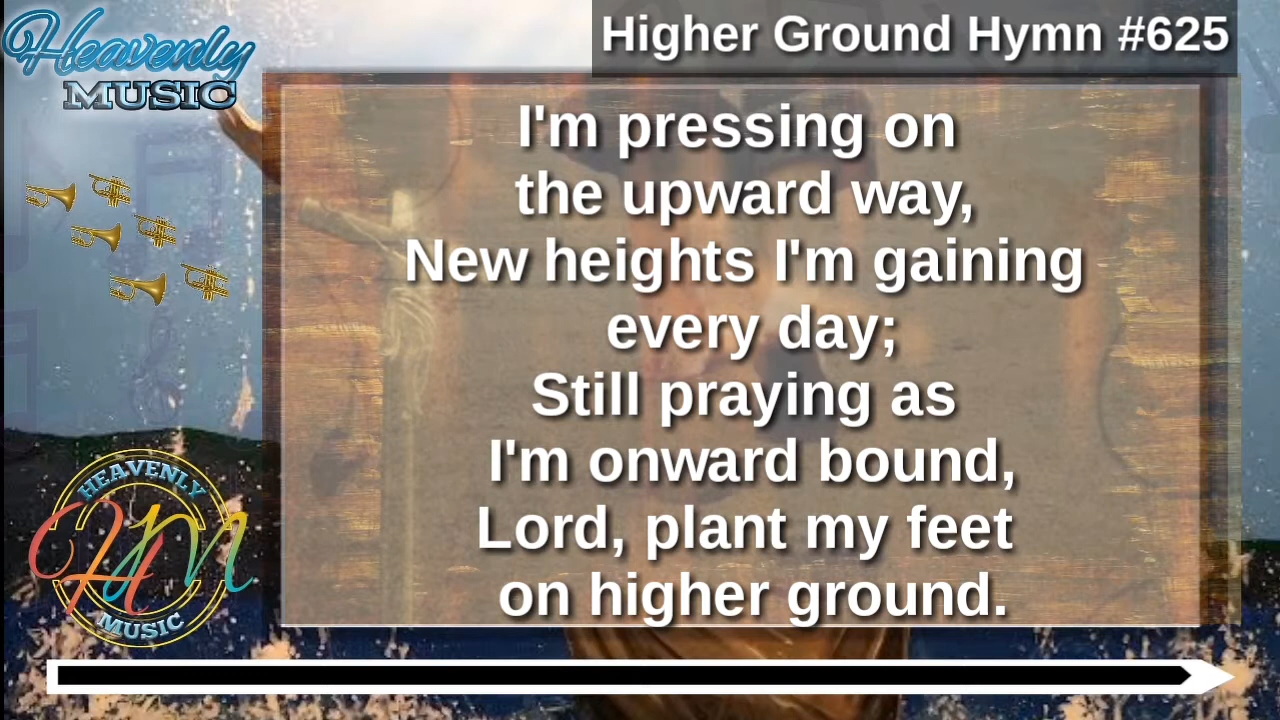 Heavenly
MUSIC
Higher Ground Hymn #625
I'm pressing on
the upward way,
New heights I'm gaining
every day;
Still praying as
I'm onward bound,
Lord, plant my feet
on higher ground.
HEAVENLY
HM
MUSIC